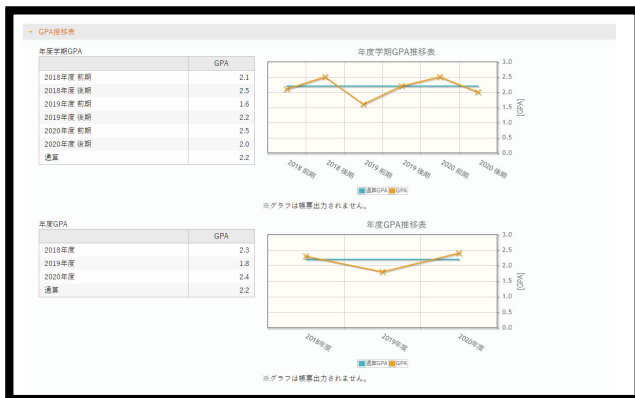 GPA推移表
年度学期GPA
GPA
2018年度 前期 2.1
2018年度 後期 2.5
2019年度 前期 1.6
2019年度 後期 2.2
2020年度 前期 2.5
2020年度 後期 2.0
通算 2.2
年度学期GPA推移表
3.0
2.5
2.0
1.5
1.0
0.5
0.0
[GPA]
2018 前期
2018 後期
2019 前期
2019 後期
2020 前期
2020 後期
通算GPA GPA
※グラフは帳票出力されません。
年度GPA
GPA
2018年度 2.3
2019年度 1.8
2020年度 2.4
通算 2.2
年度GPA推移表
3.0
2.5
2.0
1.5
1.0
0.5
0.0
[GPA]
2018年度
2019年度
2020年度
通算GPA GPA
※グラフは帳票出力されません。